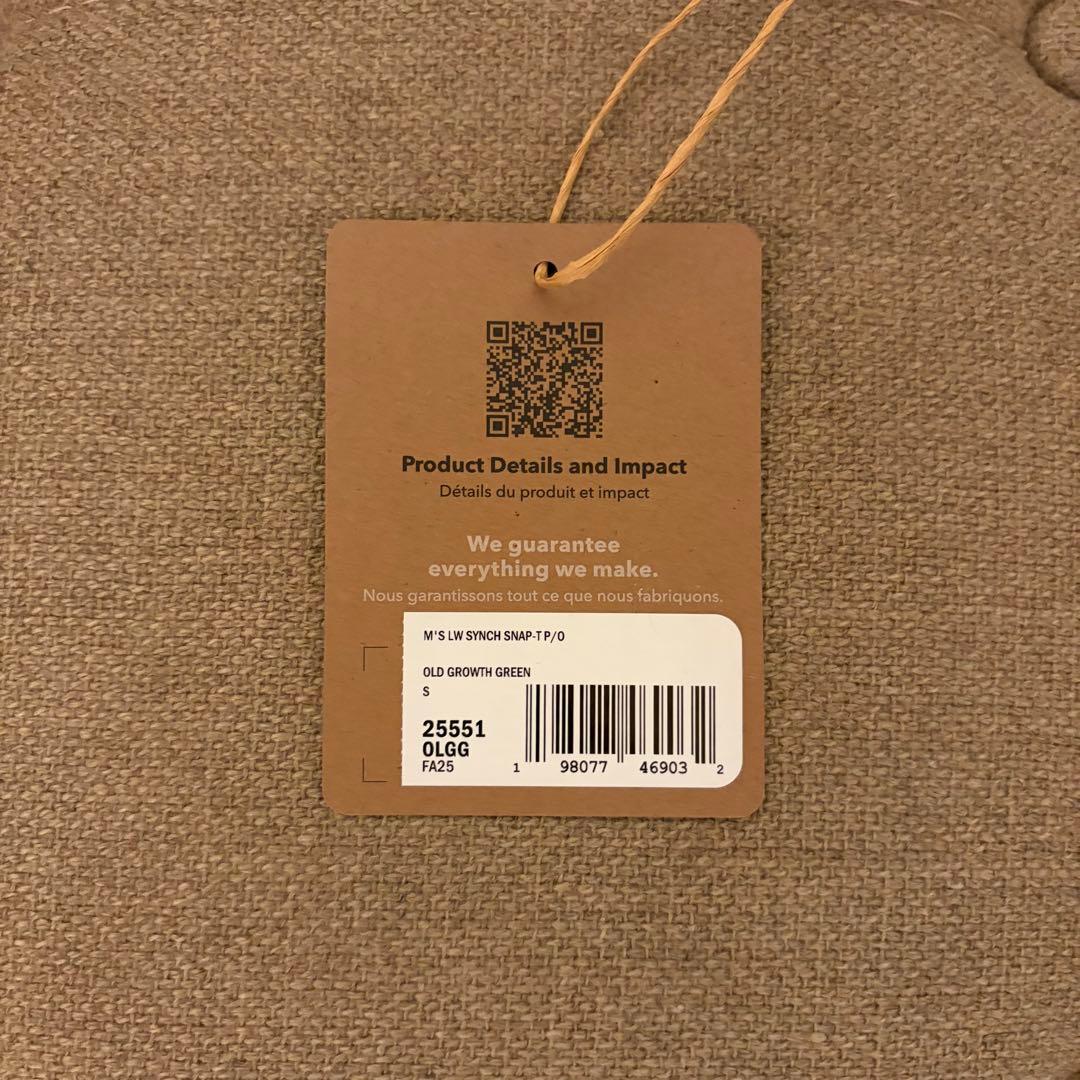 Product Details and Impact
Détails du produit et impact
We guarantee
everything we make.
Nous garantissons tout ce que nous fabriquons.
M'S LW SYNCH SNAP-T P/O
OLD GROWTH GREEN
S
25551
OLGG
FA25
1 98077 46903 2